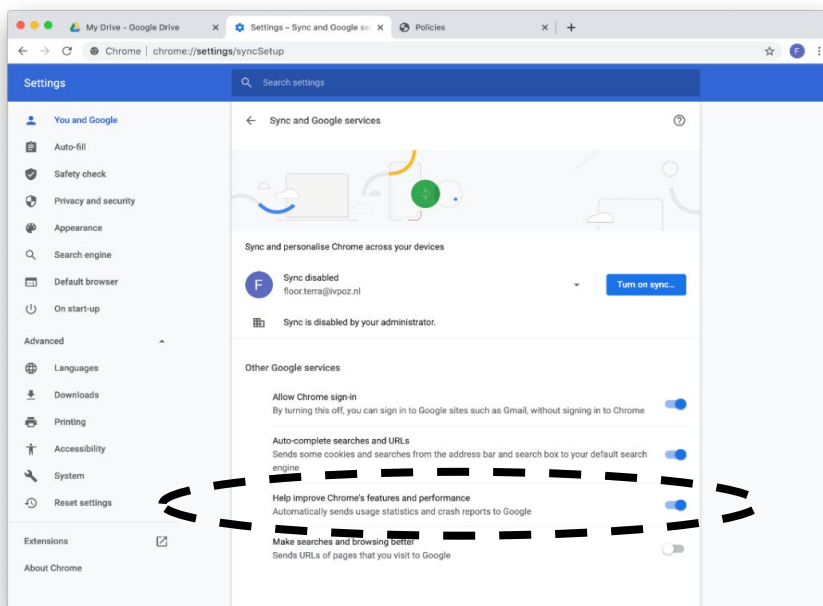 My Drive - Google Drive
Settings – Sync and Google se
Policies
Chrome | chrome://settings/syncSetup
F
Settings
Search settings
You and Google
Auto-fill
Safety check
Privacy and security
Appearance
Search engine
Default browser
On start-up
Advanced
Languages
Downloads
Printing
Accessibility
System
Reset settings
Extensions
About Chrome
Sync and Google services
Sync and personalise Chrome across your devices
F
Sync disabled
floor.terra@ivpoz.nl
Turn on sync...
Sync is disabled by your administrator.
Other Google services
Allow Chrome sign-in
By turning this off, you can sign in to Google sites such as Gmail, without signing in to Chrome
Auto-complete searches and URLs
Sends some cookies and searches from the address bar and search box to your default search
engine
Help improve Chrome's features and performance
Automatically sends usage statistics and crash reports to Google
Make searches and browsing better
Sends URLs of pages that you visit to Google